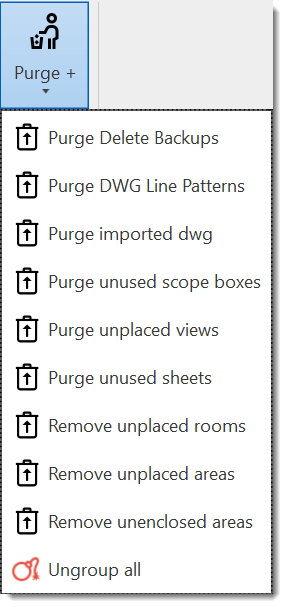 Purge +
Purge Delete Backups
Purge DWG Line Patterns
Purge imported dwg
Purge unused scope boxes
Purge unplaced views
Purge unused sheets
Remove unplaced rooms
Remove unplaced areas
Remove unenclosed areas
Ungroup all